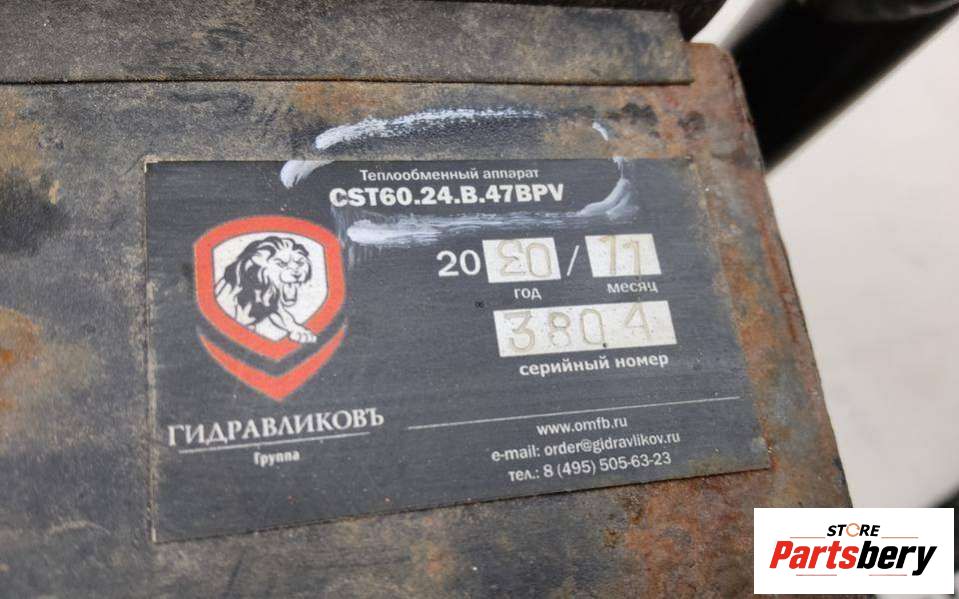 Теплообменный аппарат
CST60.24.B.47BPV
20 20 / 11
год месяц
3804
серийный номер
ГИДРАВЛИКОВЪ
Группа
www.omfb.ru
e-mail: order@gidravlikov.ru
тел.: 8 (495) 505-63-23
STORE
Partsbery